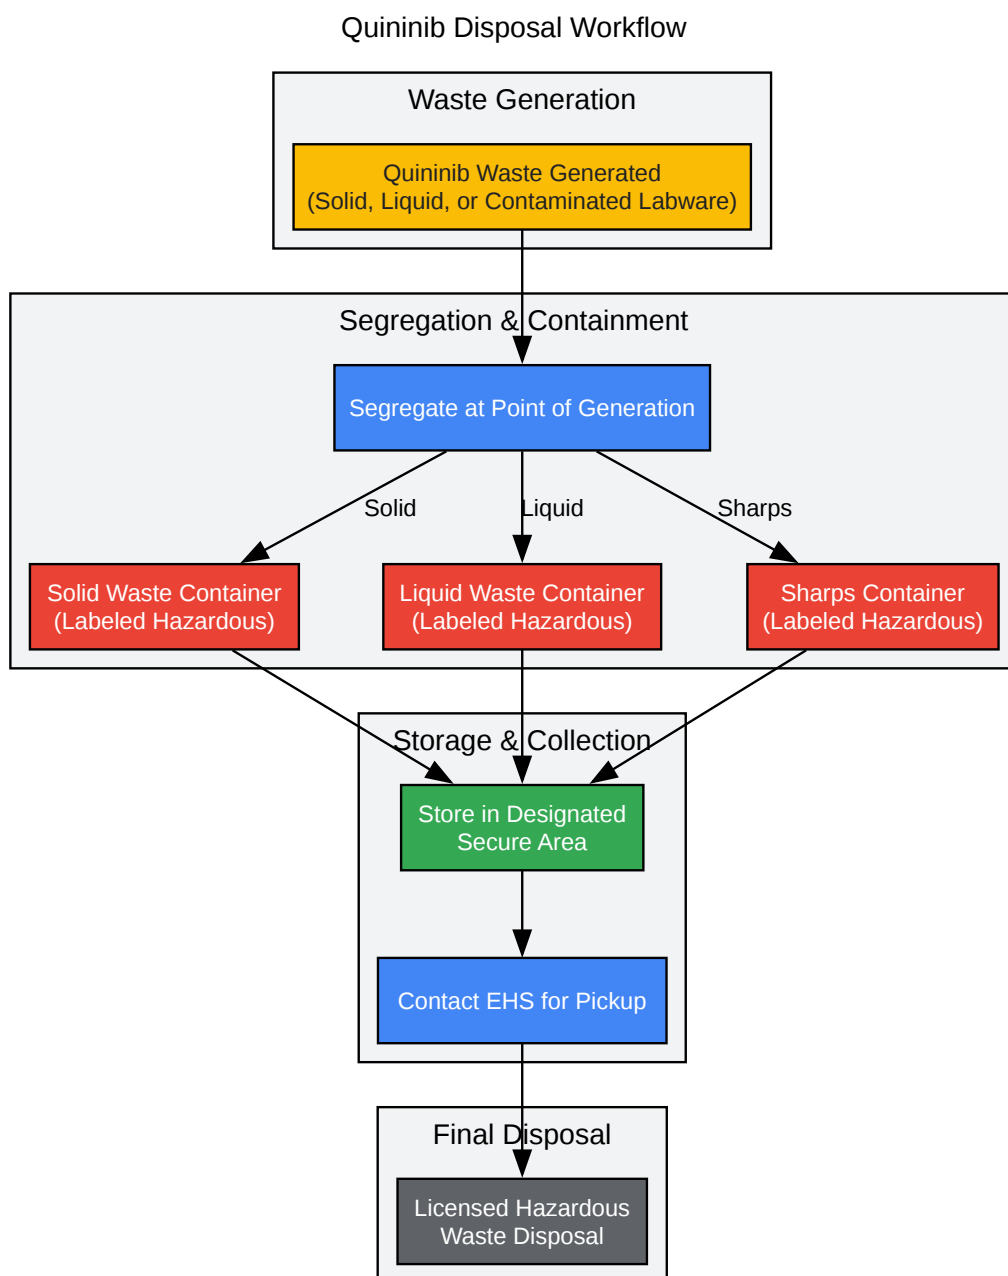 Quininib Disposal Workflow
Waste Generation
Quininib Waste Generated
(Solid, Liquid, or Contaminated Labware)
Segregation & Containment
Segregate at Point of Generation
Solid
Liquid
Sharps
Solid Waste Container
(Labeled Hazardous)
Liquid Waste Container
(Labeled Hazardous)
Sharps Container
(Labeled Hazardous)
Storage & Collection
Store in Designated
Secure Area
Contact EHS for Pickup
Final Disposal
Licensed Hazardous
Waste Disposal